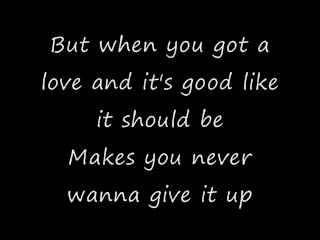 But when you got a
love and it's good like
it should be
Makes you never
wanna give it up